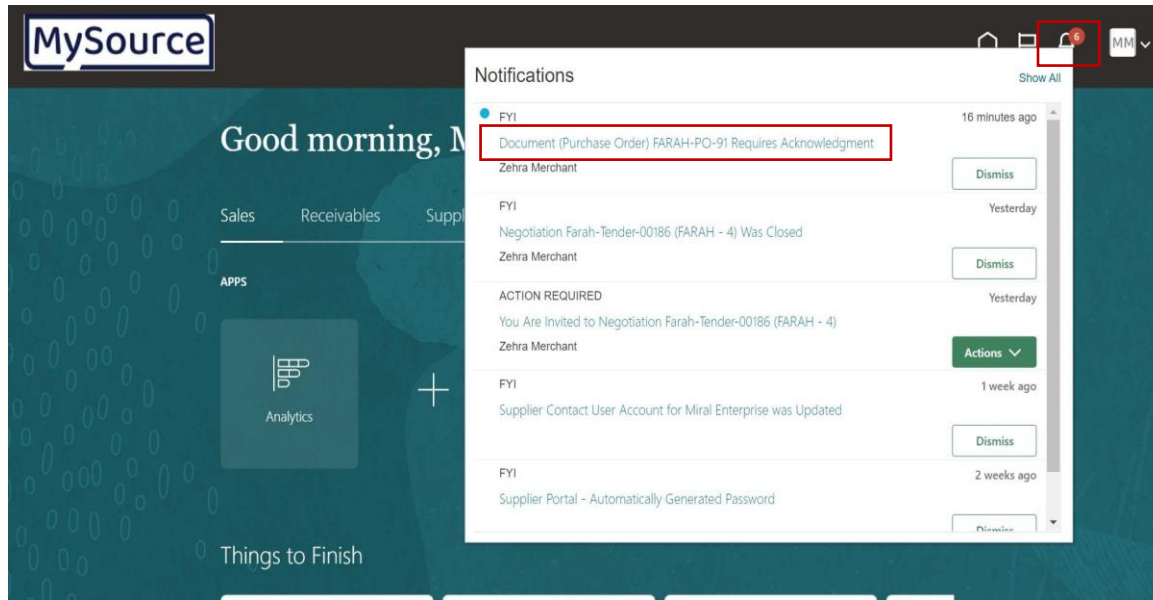 MySource
6
MM
Notifications
Show All
Good morning, M
Sales Receivables Suppl
APPS
Analytics
Things to Finish
FYI
16 minutes ago
Document (Purchase Order) FARAH-PO-91 Requires Acknowledgment
Zehra Merchant
Dismiss
FYI
Yesterday
Negotiation Farah-Tender-00186 (FARAH - 4) Was Closed
Zehra Merchant
Dismiss
ACTION REQUIRED
Yesterday
You Are Invited to Negotiation Farah-Tender-00186 (FARAH - 4)
Zehra Merchant
Actions
FYI
1 week ago
Supplier Contact User Account for Miral Enterprise was Updated
Dismiss
FYI
2 weeks ago
Supplier Portal - Automatically Generated Password
Dismiss